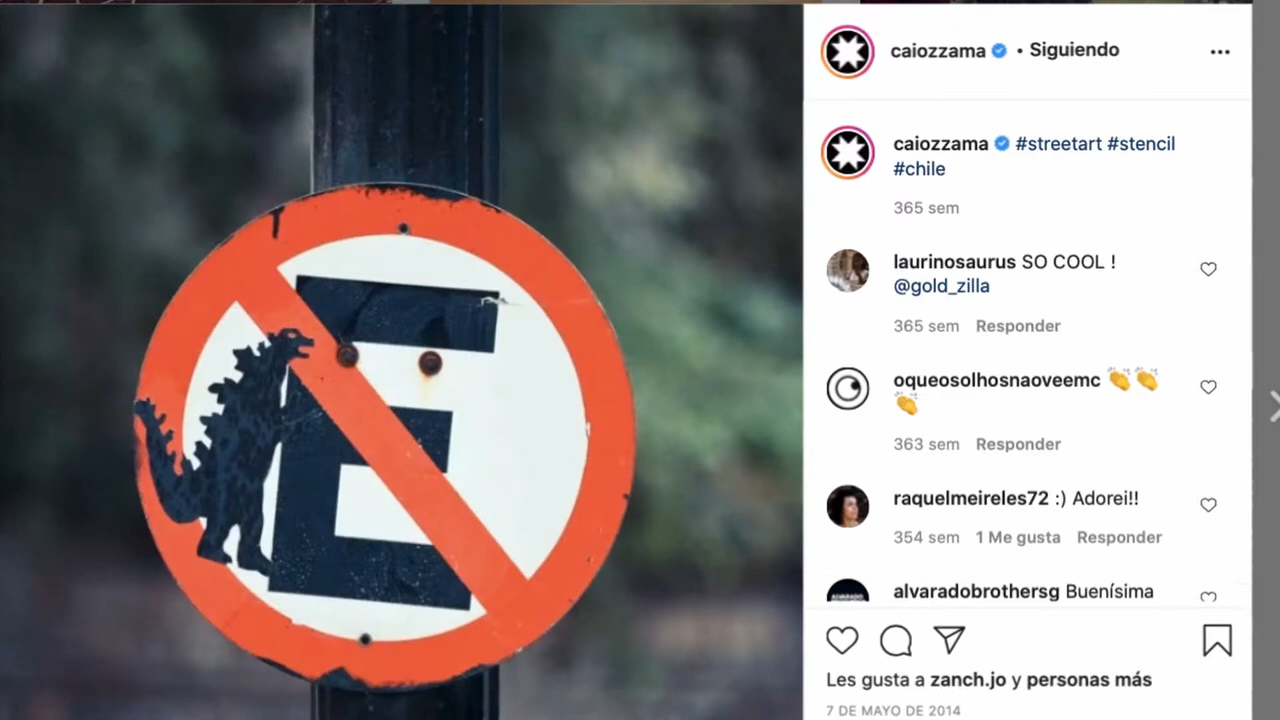 E
caiozzama • Siguiendo
caiozzama #streetart #stencil
#chile
365 sem
laurinosaurus SO COOL !
@gold_zilla
365 sem Responder
oqueosolhosnaoveemc 👏👏
👏
363 sem Responder
raquelmeireles72 :) Adorei!!
354 sem 1 Me gusta Responder
alvaradobrothersg Buenísima
Les gusta a zanch.jo y personas más
7 DE MAYO DE 2014